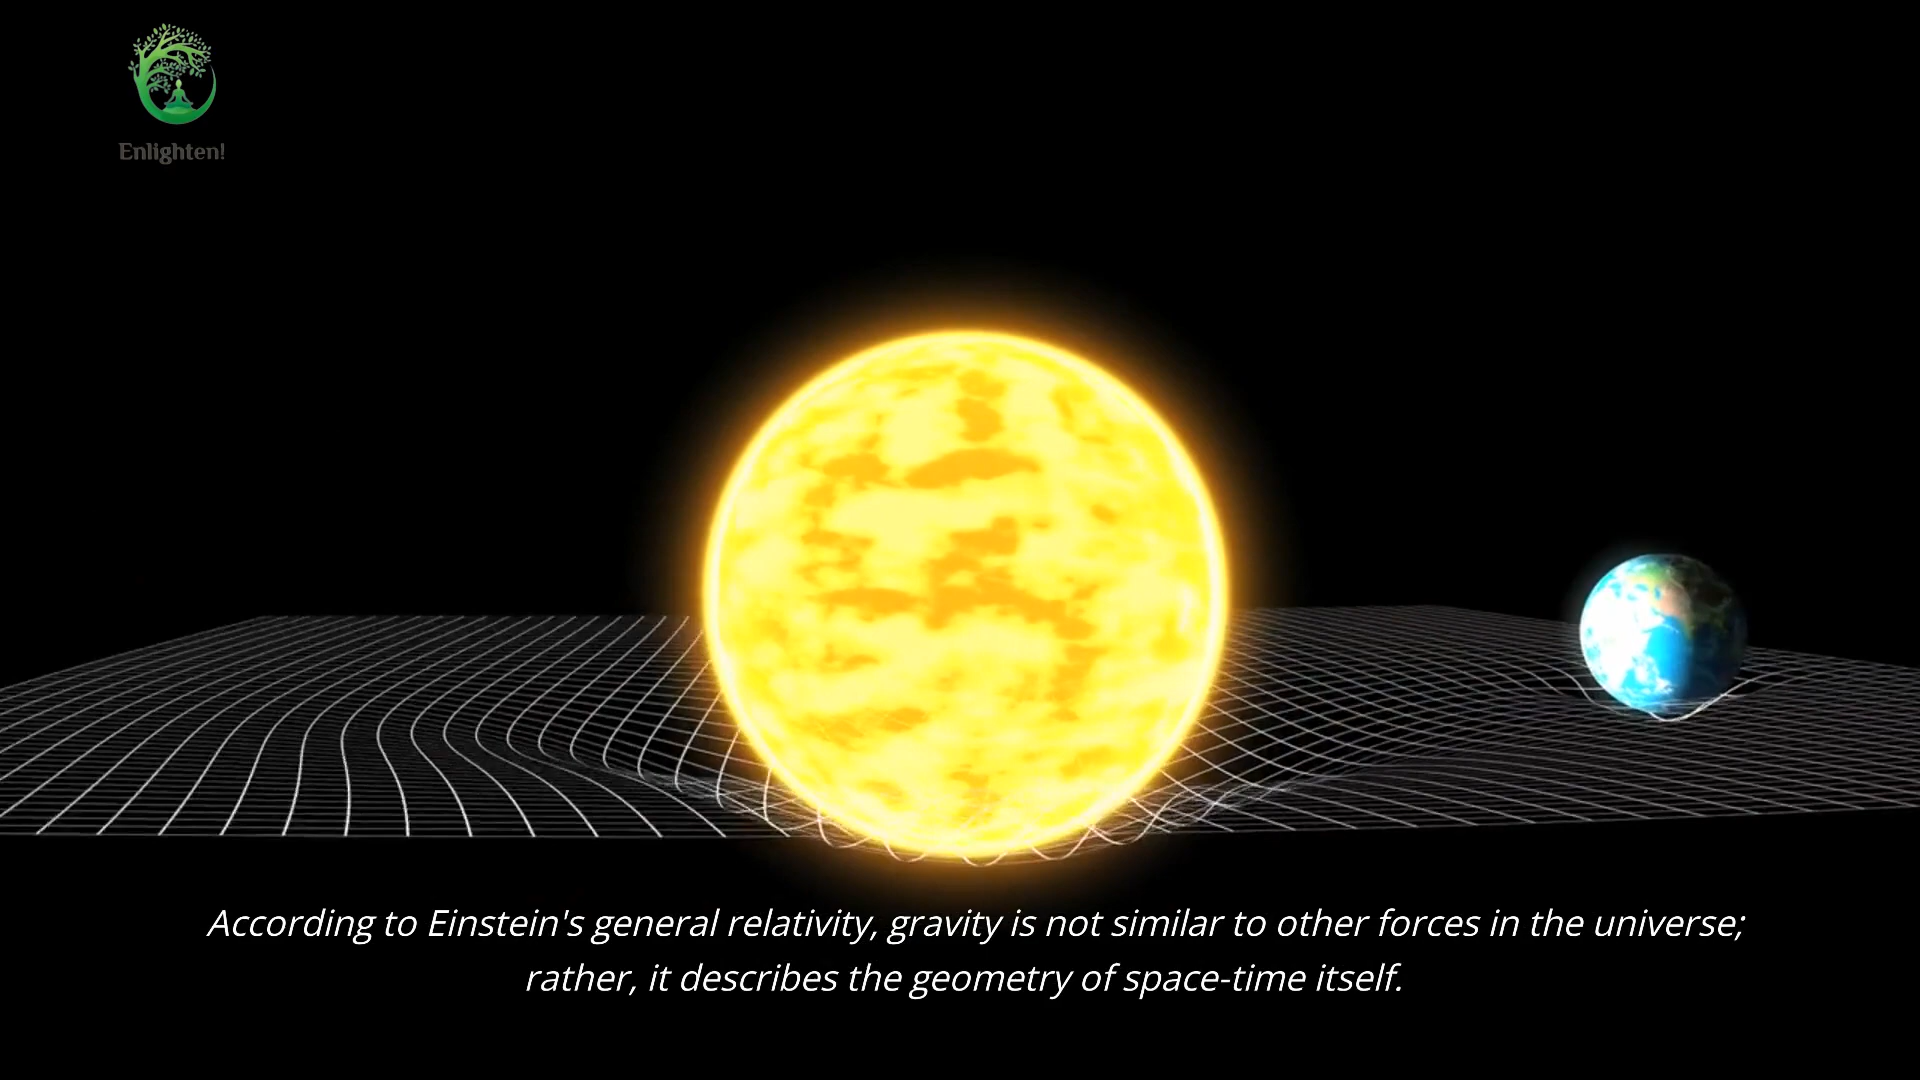 Enlighten!
According to Einstein's general relativity, gravity is not similar to other forces in the universe;
rather, it describes the geometry of space-time itself.